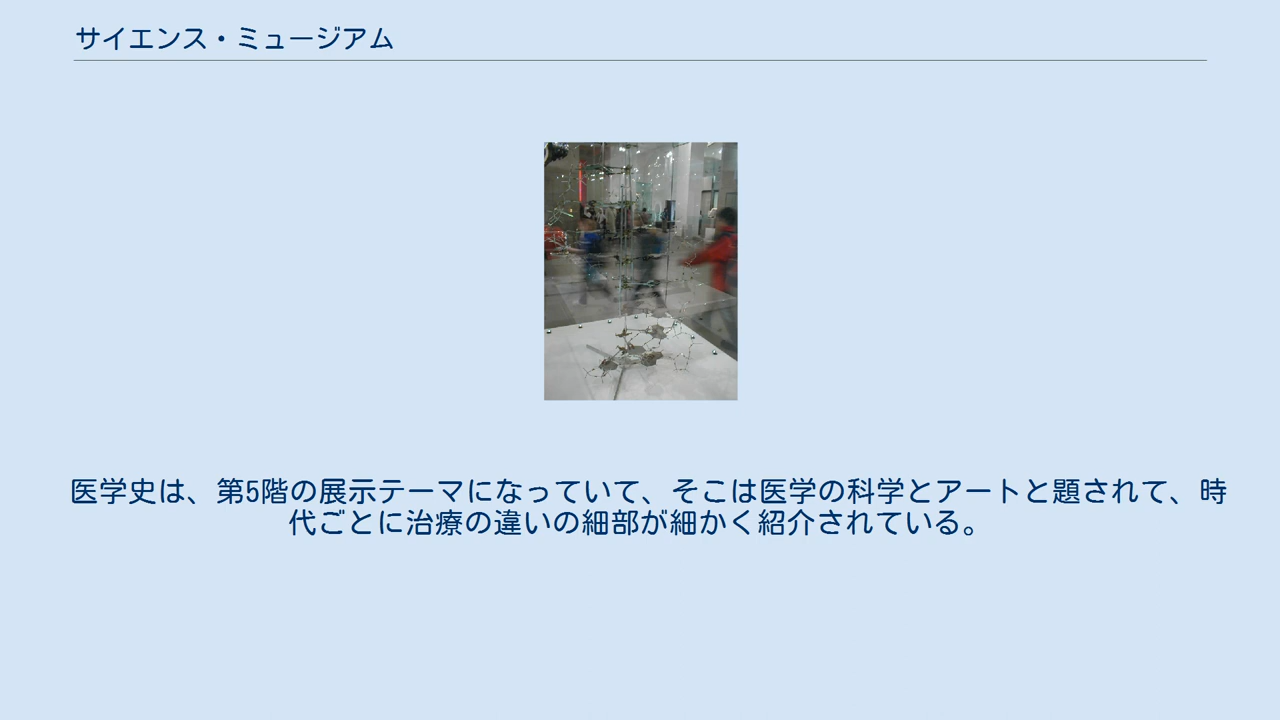 サイエンス・ミュージアム
医学史は、第5階の展示テーマになっていて、そこは医学の科学とアートと題されて、時
代ごとに治療の違いの細部が細かく紹介されている。